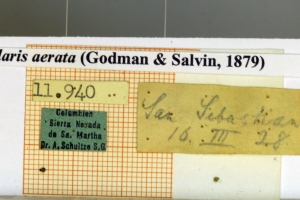 laris aerata (Godman & Salvin, 1879)
11.940
Columbien
Sierra Nevada
de Sa. Martha
Dr. A. Schultze S.G
San Sebastian
16 III 28